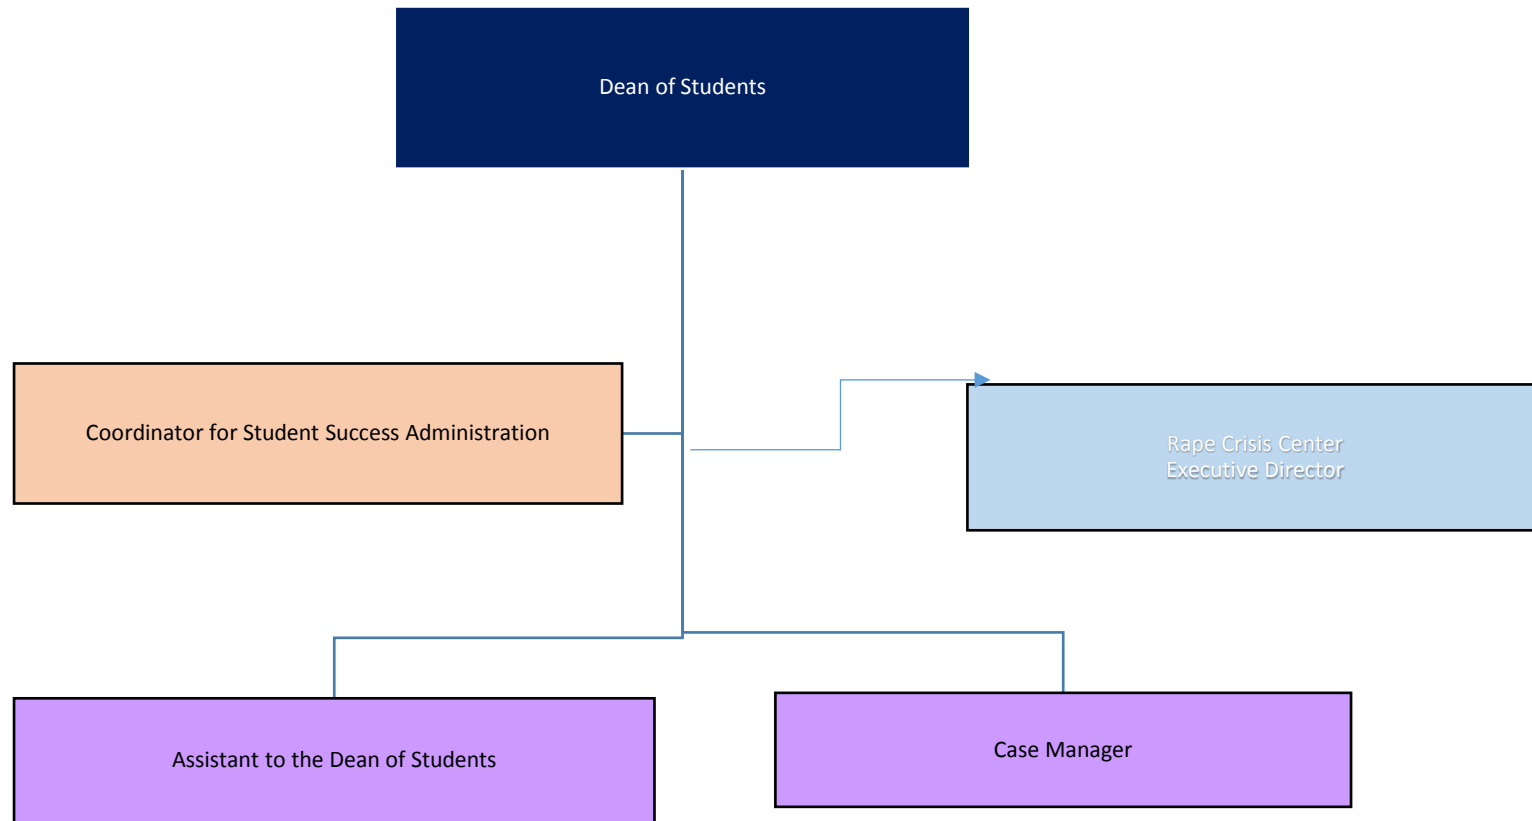 Dean of Students
Coordinator for Student Success Administration
Rape Crisis Center
Executive Director
Assistant to the Dean of Students
Case Manager